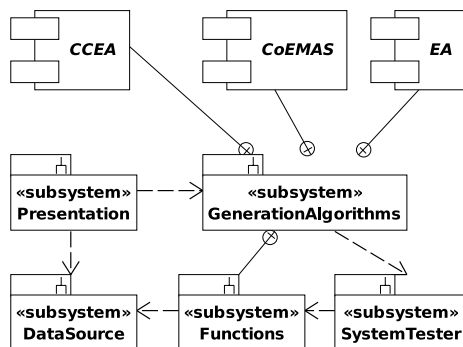 CCEA
CoEMAS
EA
«subsystem»
Presentation
«subsystem»
GenerationAlgorithms
«subsystem»
DataSource
«subsystem»
Functions
«subsystem»
SystemTester